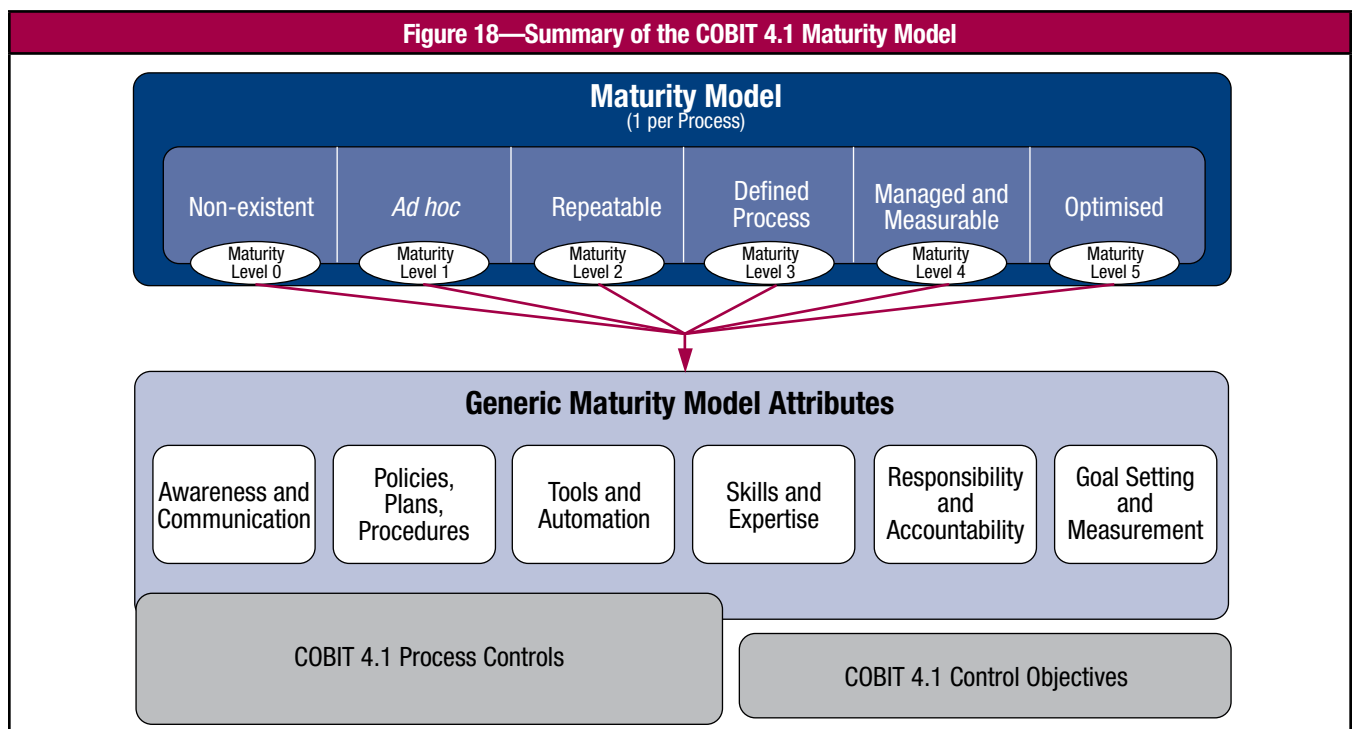 Figure 18—Summary of the COBIT 4.1 Maturity Model
Maturity Model
(1 per Process)
Non-existent
Ad hoc
Repeatable
Defined
Process
Managed and
Measurable
Optimised
Maturity
Level 0
Maturity
Level 1
Maturity
Level 2
Maturity
Level 3
Maturity
Level 4
Maturity
Level 5
Generic Maturity Model Attributes
Awareness and
Communication
Policies,
Plans,
Procedures
Tools and
Automation
Skills and
Expertise
Responsibility
and
Accountability
Goal Setting
and
Measurement
COBIT 4.1 Process Controls
COBIT 4.1 Control Objectives